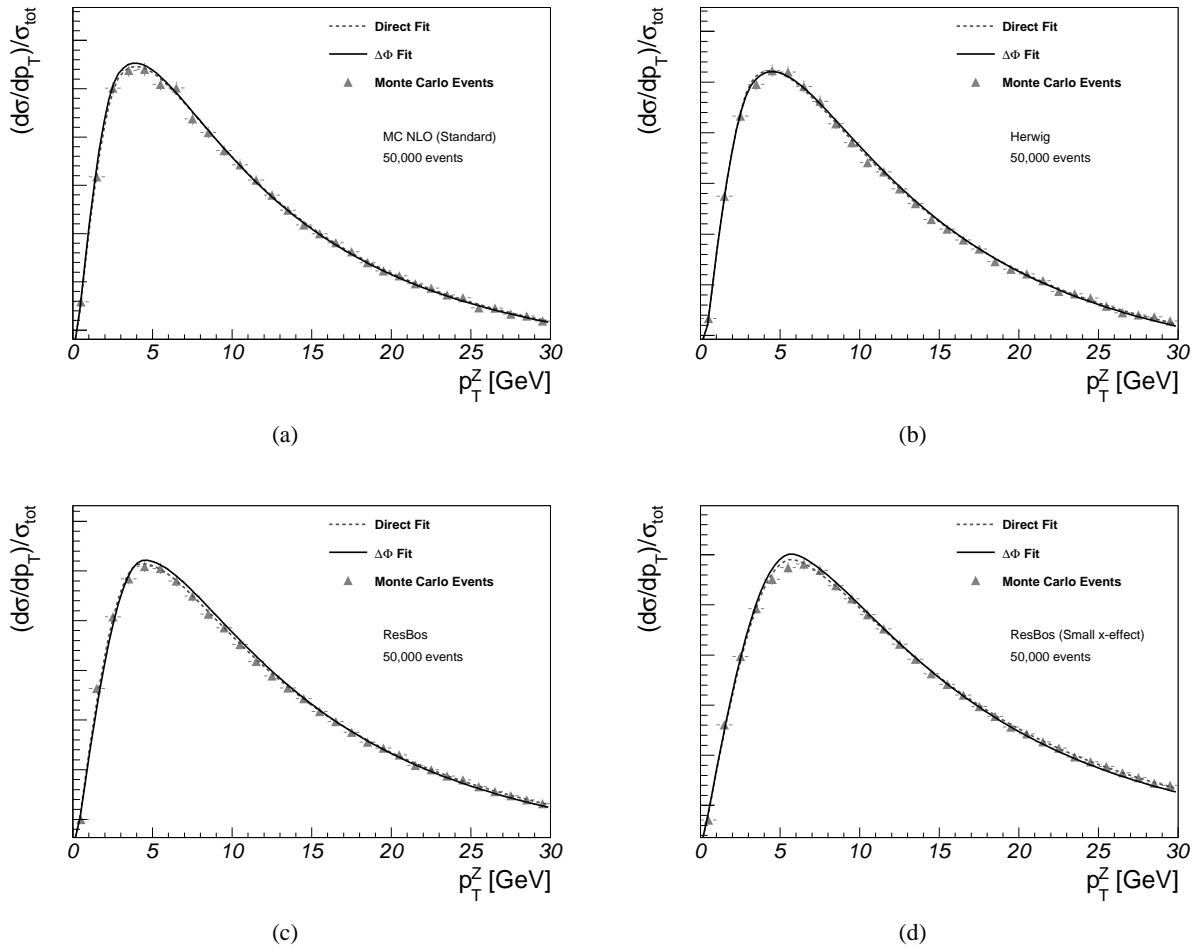 (dσ/dp_T)/σ_tot
Direct Fit
ΔΦ Fit
Monte Carlo Events
MC NLO (Standard)
50,000 events
0 5 10 15 20 25 30
p_T^Z [GeV]
(a)
(dσ/dp_T)/σ_tot
Direct Fit
ΔΦ Fit
Monte Carlo Events
Herwig
50,000 events
0 5 10 15 20 25 30
p_T^Z [GeV]
(b)
(dσ/dp_T)/σ_tot
Direct Fit
ΔΦ Fit
Monte Carlo Events
ResBos
50,000 events
0 5 10 15 20 25 30
p_T^Z [GeV]
(c)
(dσ/dp_T)/σ_tot
Direct Fit
ΔΦ Fit
Monte Carlo Events
ResBos (Small x-effect)
50,000 events
0 5 10 15 20 25 30
p_T^Z [GeV]
(d)